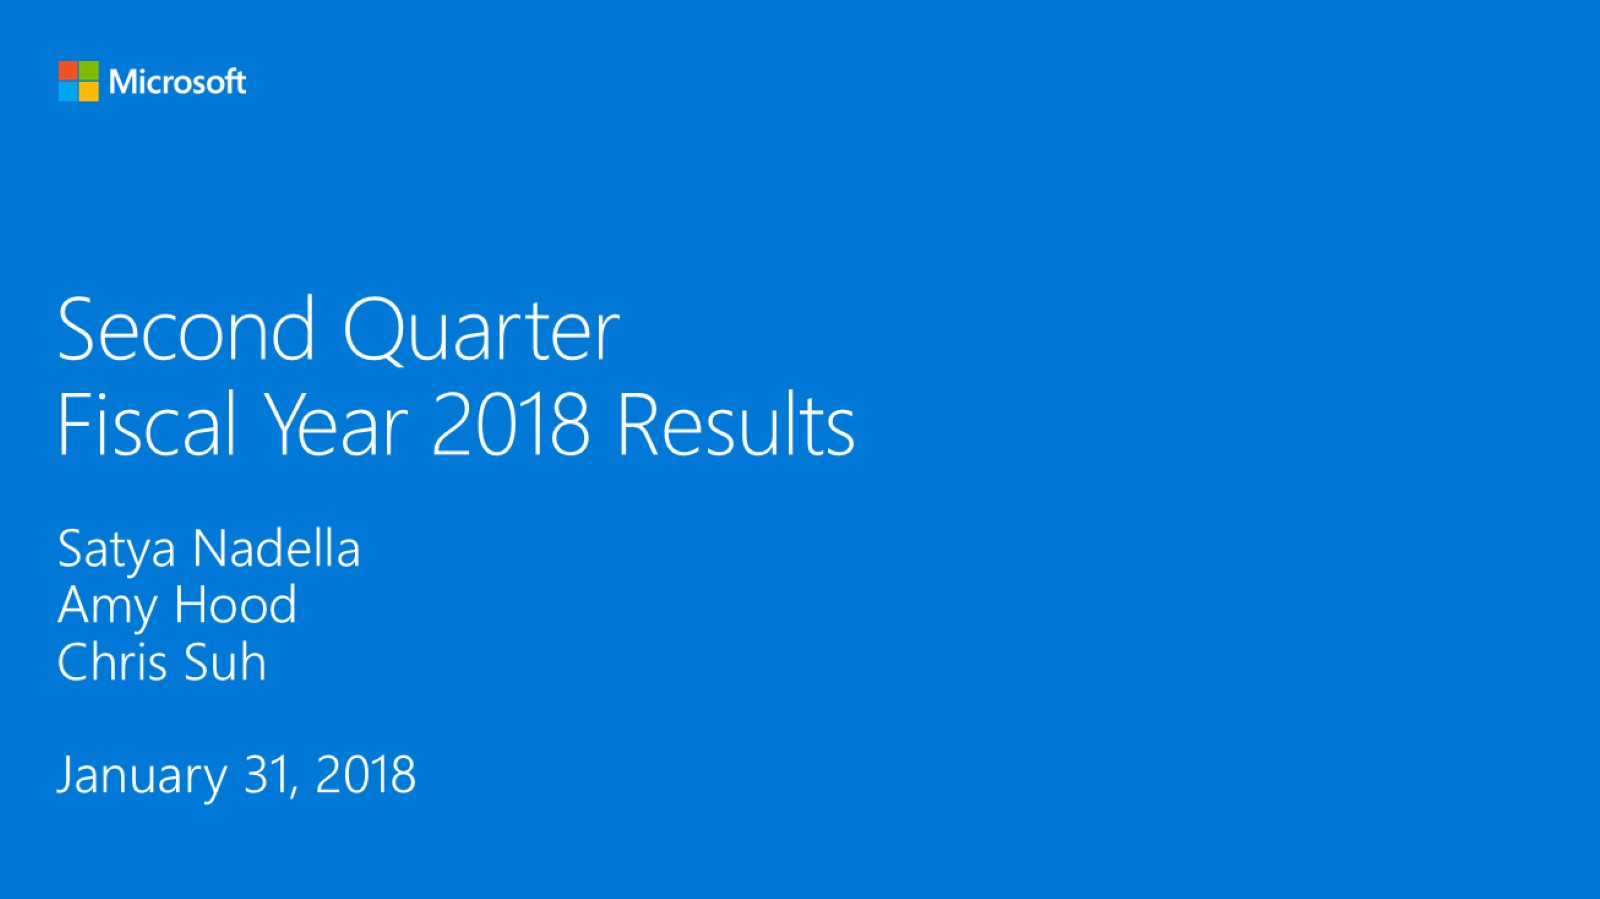 Microsoft
Second Quarter
Fiscal Year 2018 Results
Satya Nadella
Amy Hood
Chris Suh
January 31, 2018